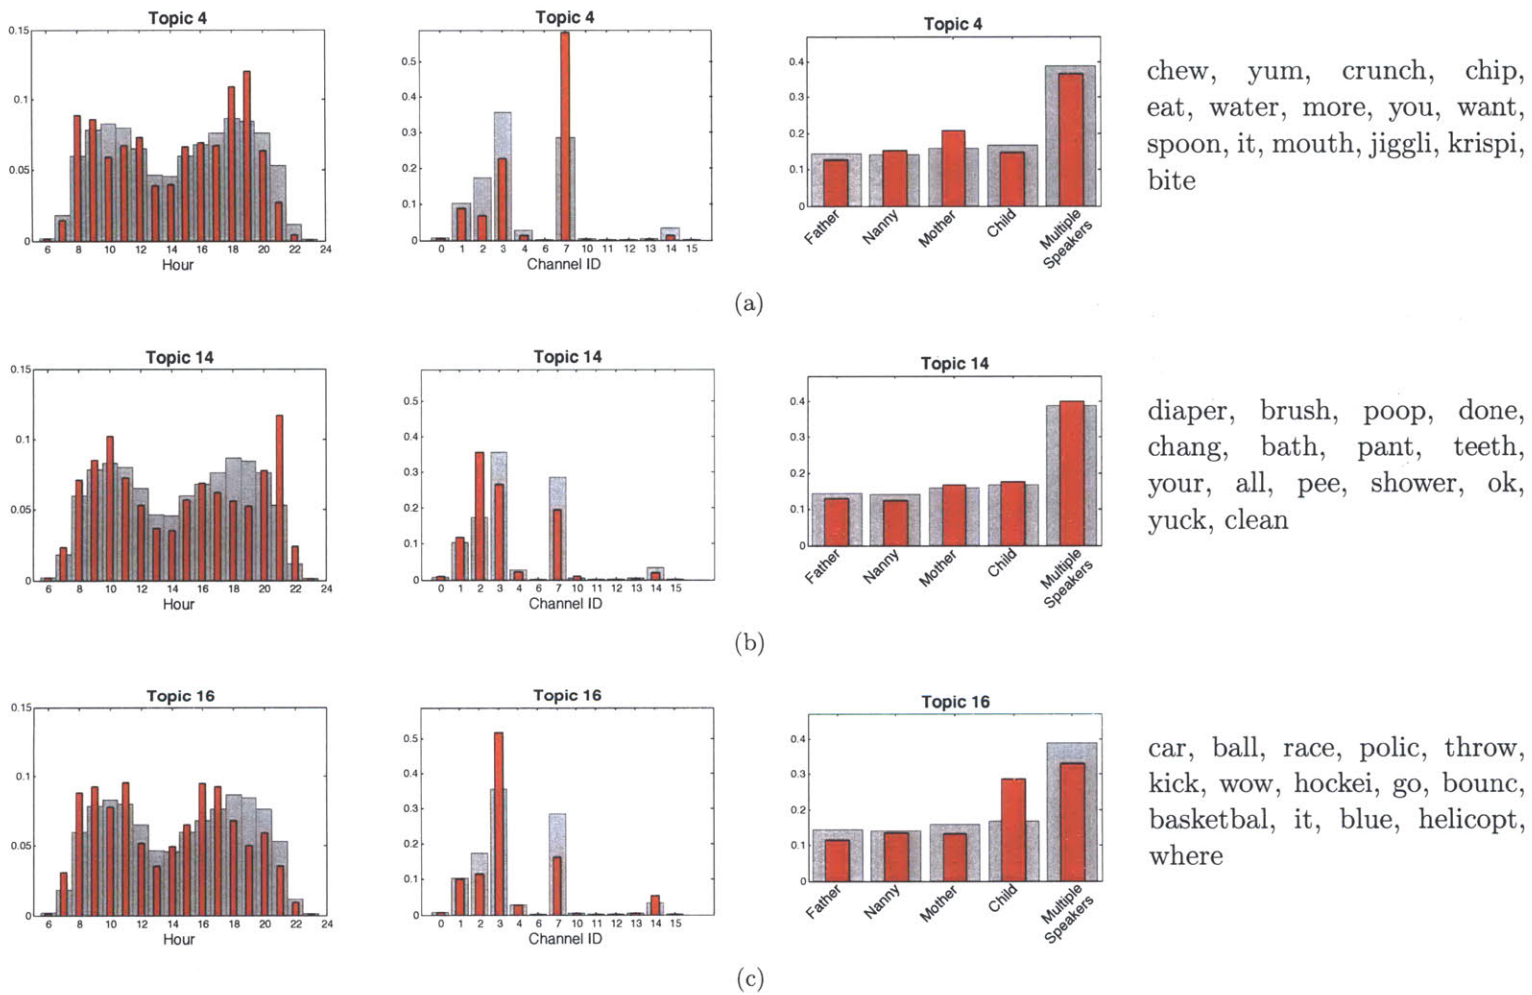 Topic 4
0.15
0.1
0.05
0
6 8 10 12 14 16 18 20 22 24
Hour
Topic 4
0.5
0.4
0.3
0.2
0.1
0
0 1 2 3 4 6 7 10 11 12 13 14 15
Channel ID
Topic 4
0.4
0.3
0.2
0.1
0
Father Nanny Mother Child Multiple Speakers
chew, yum, crunch, chip,
eat, water, more, you, want,
spoon, it, mouth, jiggli, krispi,
bite
(a)
Topic 14
0.15
0.1
0.05
0
6 8 10 12 14 16 18 20 22 24
Hour
Topic 14
0.5
0.4
0.3
0.2
0.1
0
0 1 2 3 4 6 7 10 11 12 13 14 15
Channel ID
Topic 14
0.4
0.3
0.2
0.1
0
Father Nanny Mother Child Multiple Speakers
diaper, brush, poop, done,
chang, bath, pant, teeth,
your, all, pee, shower, ok,
yuck, clean
(b)
Topic 16
0.15
0.1
0.05
0
6 8 10 12 14 16 18 20 22 24
Hour
Topic 16
0.5
0.4
0.3
0.2
0.1
0
0 1 2 3 4 6 7 10 11 12 13 14 15
Channel ID
Topic 16
0.4
0.3
0.2
0.1
0
Father Nanny Mother Child Multiple Speakers
car, ball, race, polic, throw,
kick, wow, hockei, go, bounc,
basketbal, it, blue, helicopt,
where
(c)